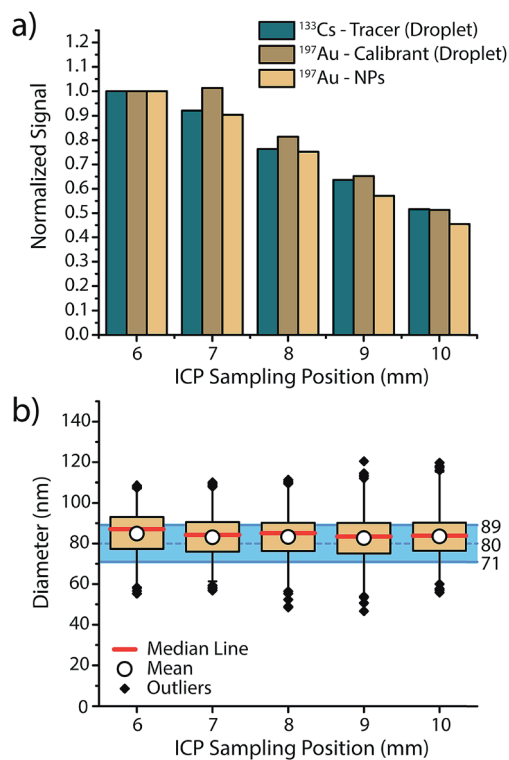 a)
133Cs - Tracer (Droplet)
197Au - Calibrant (Droplet)
197Au - NPs
Normalized Signal
1.2
1.1
1.0
0.9
0.8
0.7
0.6
0.5
0.4
0.3
0.2
0.1
0.0
6 7 8 9 10
ICP Sampling Position (mm)
b)
Diameter (nm)
140
120
100
80
60
40
20
0
89
80
71
Median Line
Mean
Outliers
6 7 8 9 10
ICP Sampling Position (mm)